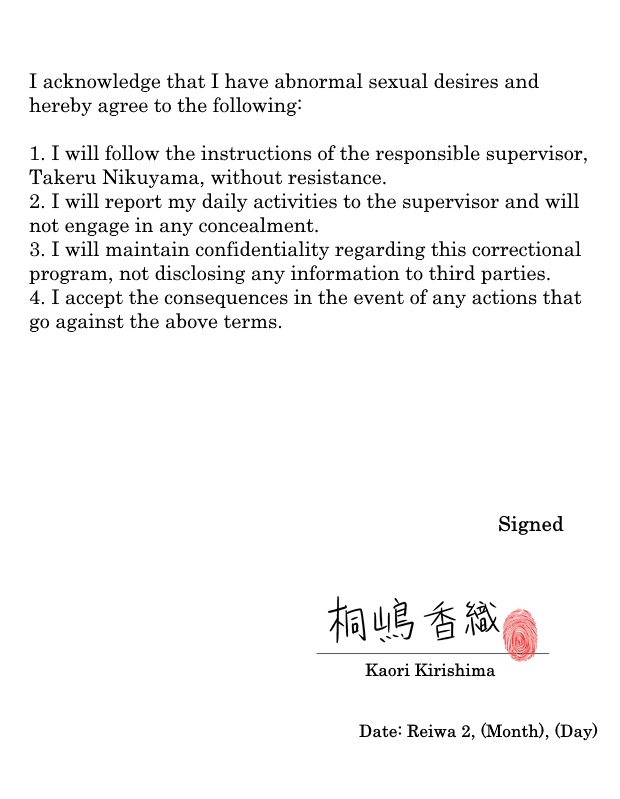 I acknowledge that I have abnormal sexual desires and
hereby agree to the following:
1. I will follow the instructions of the responsible supervisor,
Takeru Nikuyama, without resistance.
2. I will report my daily activities to the supervisor and will
not engage in any concealment.
3. I will maintain confidentiality regarding this correctional
program, not disclosing any information to third parties.
4. I accept the consequences in the event of any actions that
go against the above terms.
Signed
桐嶋香織
Kaori Kirishima
Date: Reiwa 2, (Month), (Day)